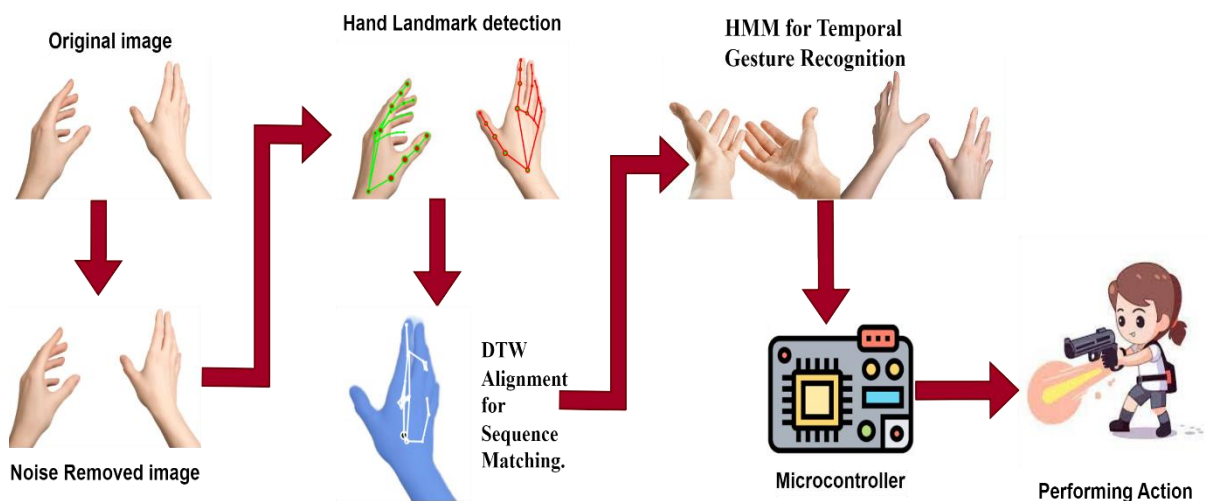 Original image
Hand Landmark detection
HMM for Temporal
Gesture Recognition
Noise Removed image
DTW
Alignment
for
Sequence
Matching.
Microcontroller
Performing Action